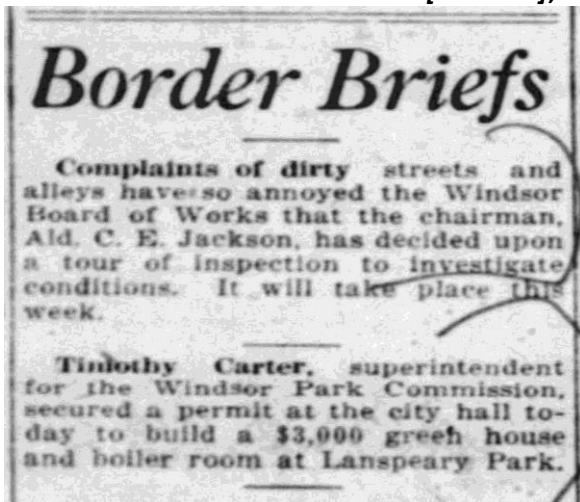 Border Briefs
Complaints of dirty streets and
alleys have so annoyed the Windsor
Board of Works that the chairman,
Ald. C. E. Jackson, has decided upon
a tour of inspection to investigate
conditions. It will take place this
week.
Timothy Carter, superintendent
for the Windsor Park Commission,
secured a permit at the city hall to-
day to build a $3,000 green house
and boiler room at Lanspeary Park.